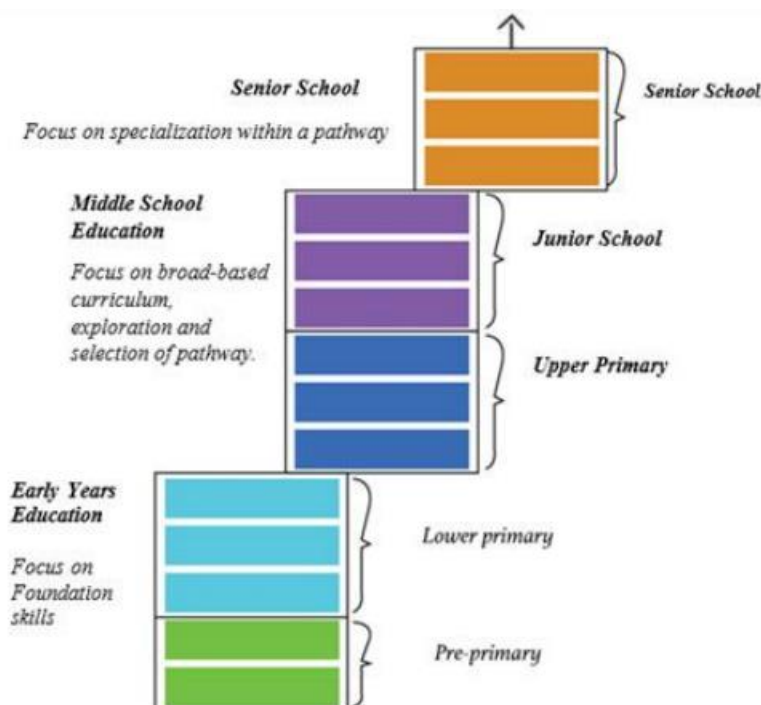 Senior School
Senior School
Focus on specialization within a pathway
Middle School
Education
Junior School
Focus on broad-based
curriculum,
exploration and
selection of pathway.
Upper Primary
Early Years
Education
Lower primary
Focus on
Foundation
skills
Pre-primary